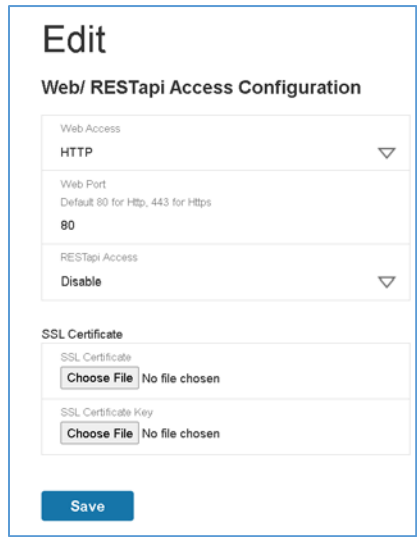 Edit
Web/ RESTapi Access Configuration
Web Access
HTTP
Web Port
Default 80 for Http, 443 for Https
80
RESTapi Access
Disable
SSL Certificate
SSL Certificate
Choose File No file chosen
SSL Certificate Key
Choose File No file chosen
Save